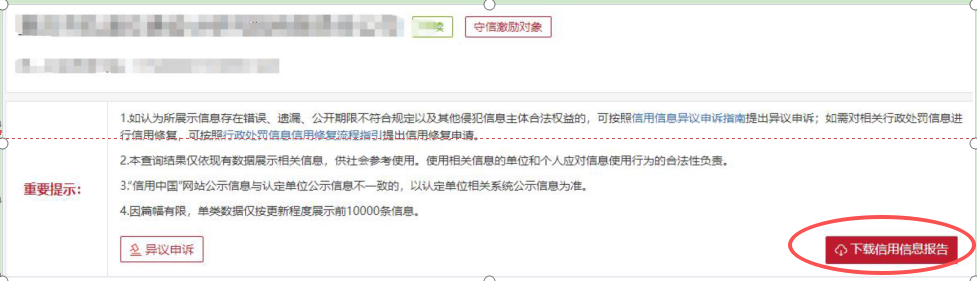 守信激励对象
1.如认为所展示信息存在错误、遗漏、公开期限不符合规定以及其他侵犯信息主体合法权益的，可按照信用信息异议申诉指南提出异议申诉；如需对相关行政处罚信息进
行信用修复，可按照行政处罚信息信用修复流程指引提出信用修复申请。
2.本查询结果仅依现有数据展示相关信息，供社会参考使用。使用相关信息的单位和个人应对信息使用行为的合法性负责。
重要提示：
3.“信用中国”网站公示信息与认定单位公示信息不一致的，以认定单位相关系统公示信息为准。
4.因篇幅有限，单类数据仅按更新程度展示前10000条信息。
异议申诉
下载信用信息报告